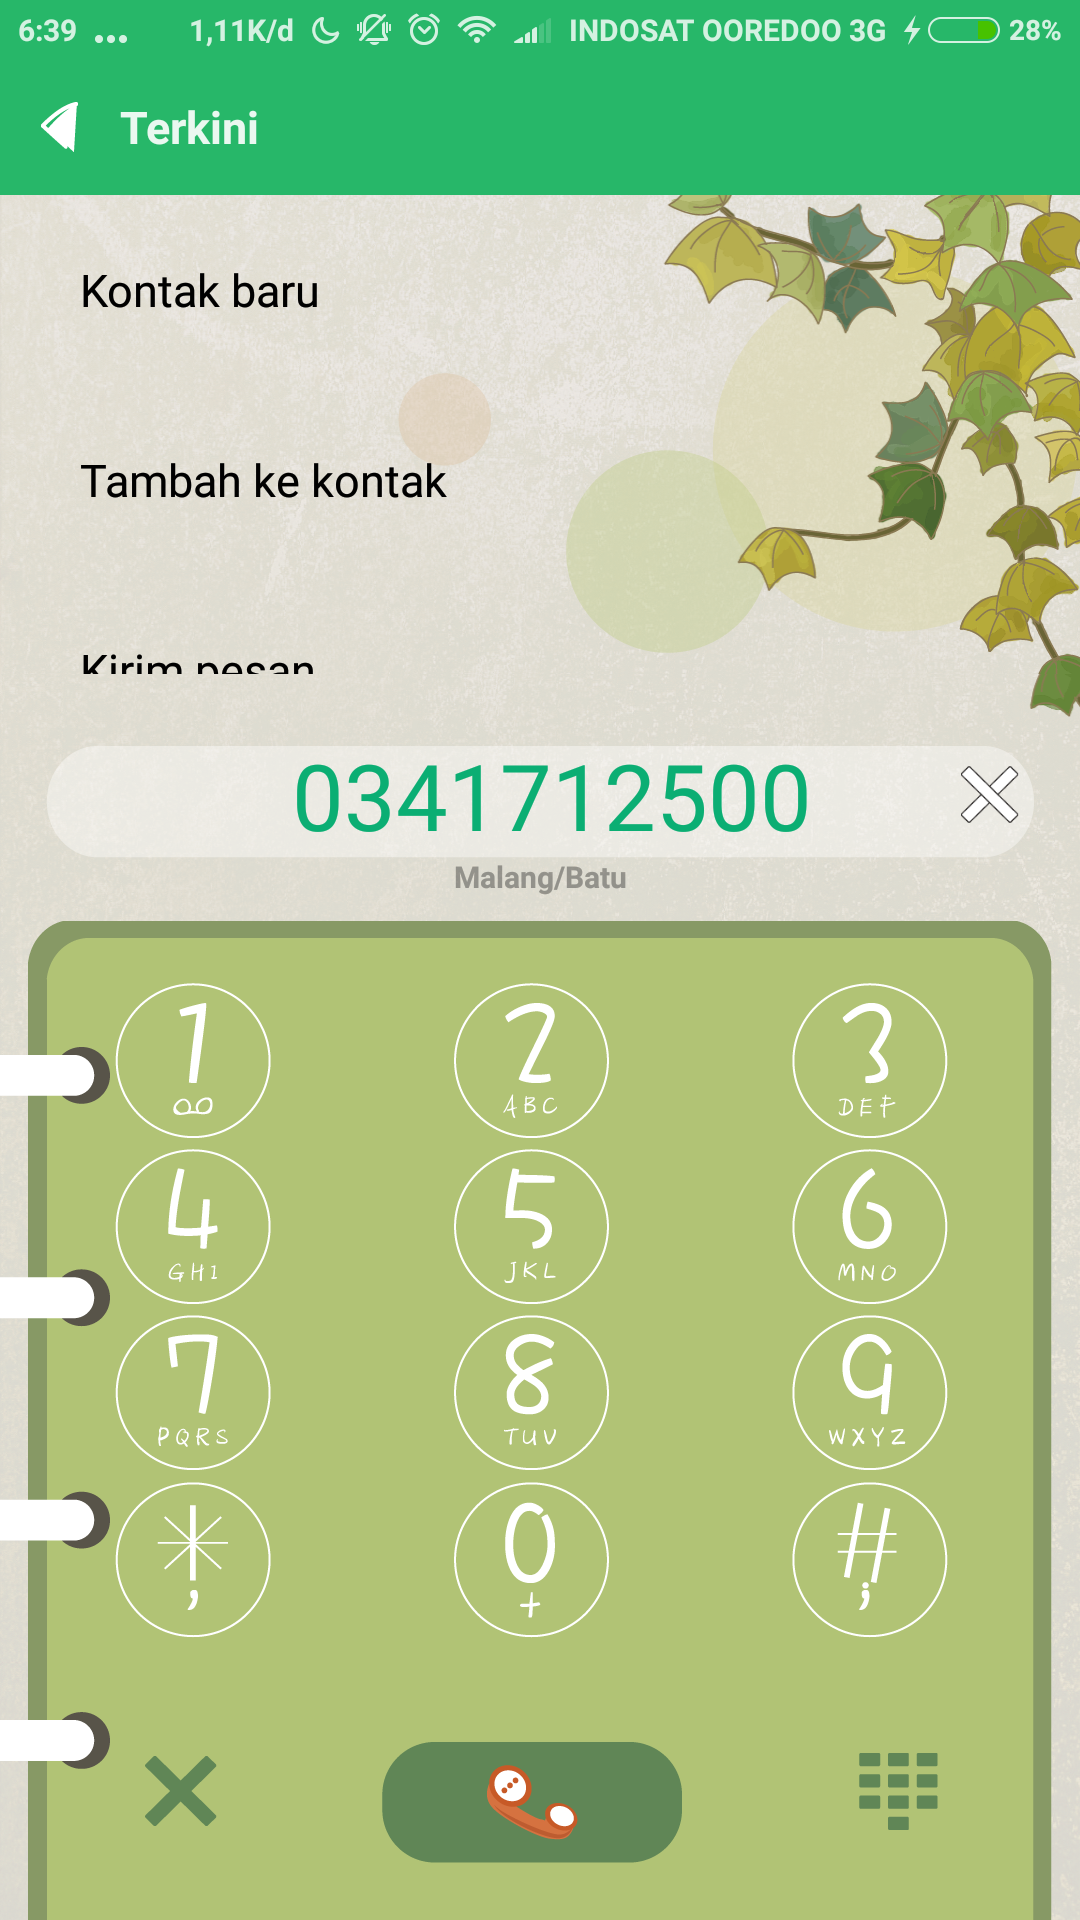 6:39 ... 1,11K/d INDOSAT OOREDOO 3G 28%
Terkini
Kontak baru
Tambah ke kontak
Kirim pesan
0341712500
Malang/Batu
1 2 3
ABC DEF
4 5 6
GHI JKL MNO
7 8 9
PQRS TUV WXYZ
* 0 #
, + ;